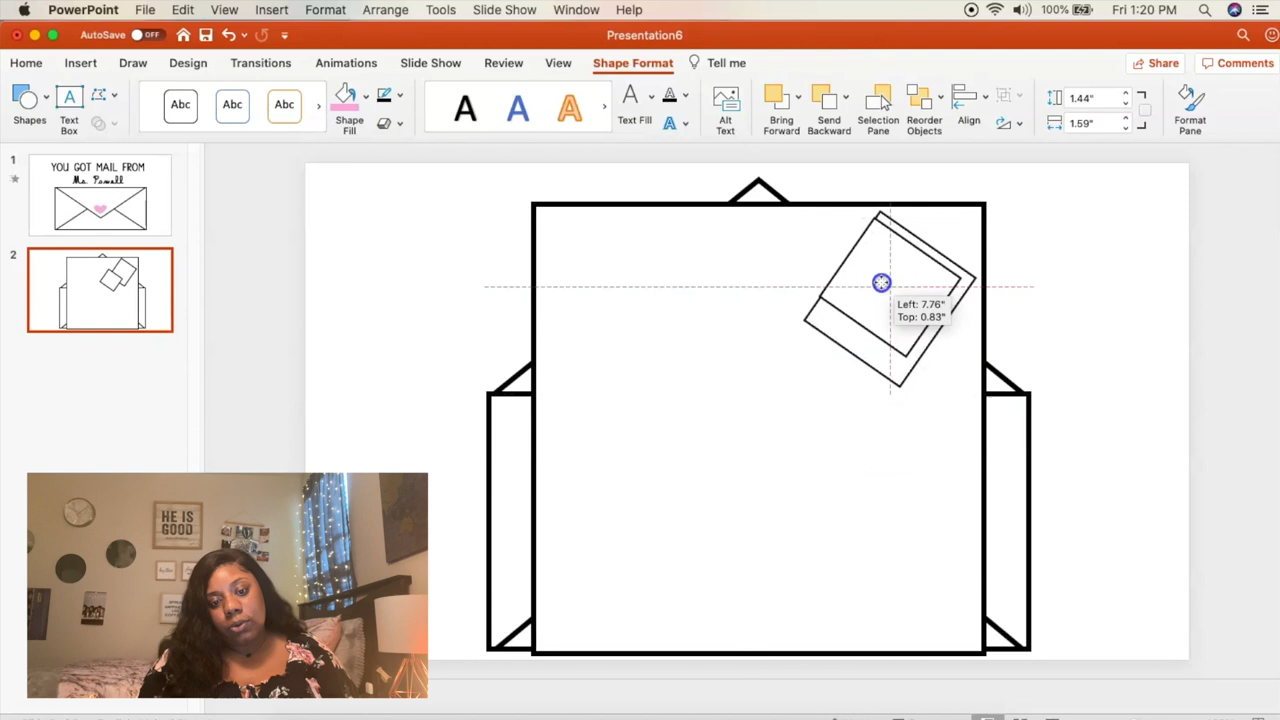 PowerPoint File Edit View Insert Format Arrange Tools Slide Show Window Help 100% Fri 1:20 PM
AutoSave OFF Presentation6
Home Insert Draw Design Transitions Animations Slide Show Review View Shape Format Tell me Share Comments
Abc Abc Abc A A A A A 1.44"
Shapes Text Box Shape Fill Text Fill A Alt Text Bring Forward Send Backward Selection Pane Reorder Objects Align 1.59" Format Pane
1
YOU GOT MAIL FROM
Ms. Powell
2
Left: 7.76"
Top: 0.83"
HE IS
GOOD